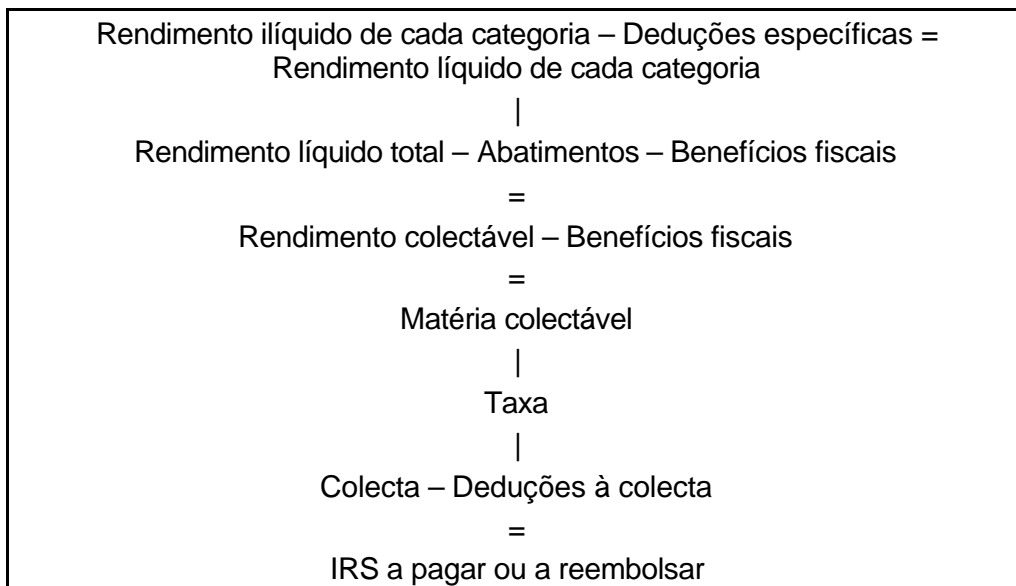 Rendimento ilíquido de cada categoria – Deduções específicas =
Rendimento líquido de cada categoria
|
Rendimento líquido total – Abatimentos – Benefícios fiscais
=
Rendimento colectável – Benefícios fiscais
=
Matéria colectável
|
Taxa
|
Colecta – Deduções à colecta
=
IRS a pagar ou a reembolsar